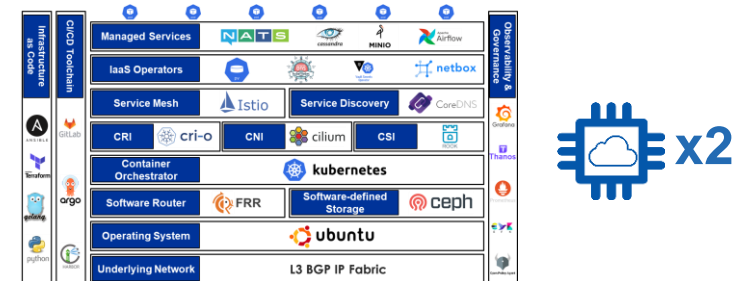 Infrastructure as Code
CI/CD Toolchain
Observability & Governance
Managed Services
NATS
cassandra
MINIO
Apache Airflow
IaaS Operators
netbox
Service Mesh
Istio
Service Discovery
CoreDNS
CRI
cri-o
CNI
cilium
CSI
ROOK
Container Orchestrator
kubernetes
Software Router
FRR
Software-defined Storage
ceph
Operating System
ubuntu
Underlying Network
L3 BGP IP Fabric
ANSIBLE
Terraform
golang
python
GitLab
argo
HARBOR
Grafana
Thanos
Prometheus
x2